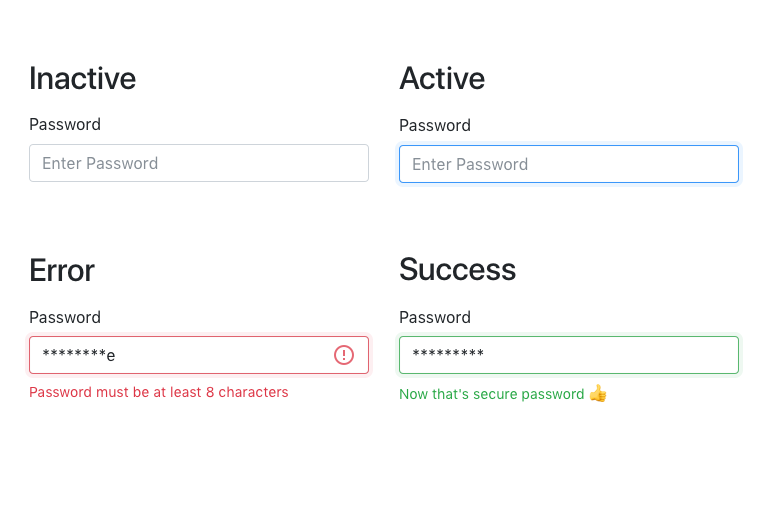 Inactive
Password
Enter Password
Active
Password
Enter Password
Error
Password
********e
Password must be at least 8 characters
Success
Password
*********
Now that's secure password 👍